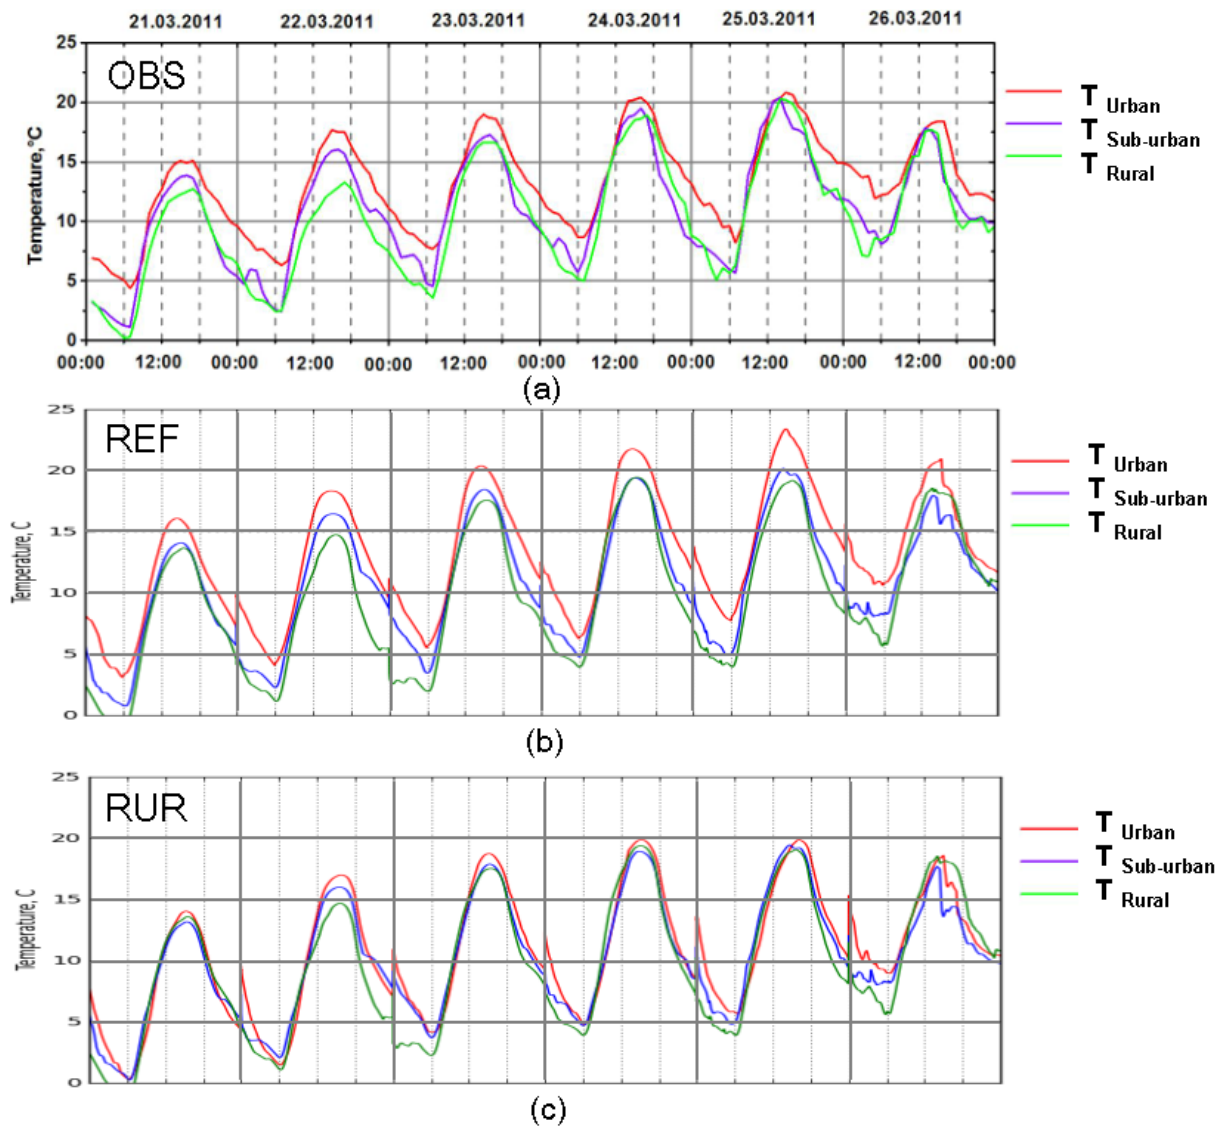 21.03.2011 22.03.2011 23.03.2011 24.03.2011 25.03.2011 26.03.2011
25
OBS
20
15
10
5
0
Temperature,°C
T Urban
T Sub-urban
T Rural
00:00 12:00 00:00 12:00 00:00 12:00 00:00 12:00 00:00 12:00 00:00 12:00 00:00
(a)
25
REF
20
15
10
5
0
Temperature, C
T Urban
T Sub-urban
T Rural
(b)
25
RUR
20
15
10
5
0
Temperature, C
T Urban
T Sub-urban
T Rural
(c)